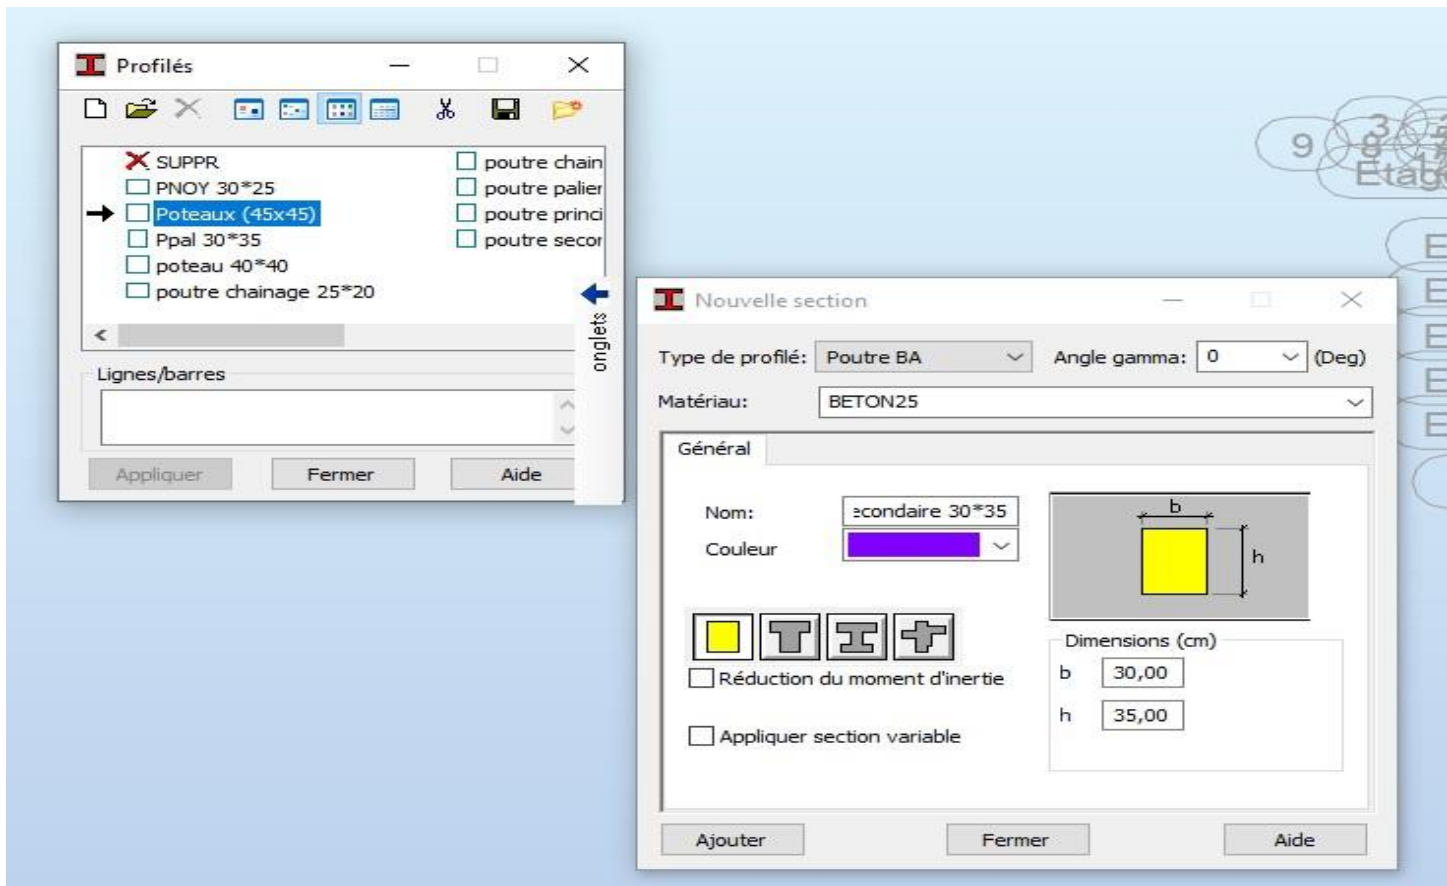 Profilés
SUPPR
PNOY 30*25
Poteaux (45x45)
Ppal 30*35
poteau 40*40
poutre chainage 25*20
poutre chain
poutre palier
poutre princi
poutre secor
onglets
Lignes/barres
Appliquer Fermer Aide
9 8 3
Etage
E
E
E
E
E
Nouvelle section
Type de profilé: Poutre BA Angle gamma: 0 (Deg)
Matériau: BETON25
Général
Nom: econdaire 30*35
Couleur
b
h
Réduction du moment d'inertie
Appliquer section variable
Dimensions (cm)
b 30,00
h 35,00
Ajouter Fermer Aide